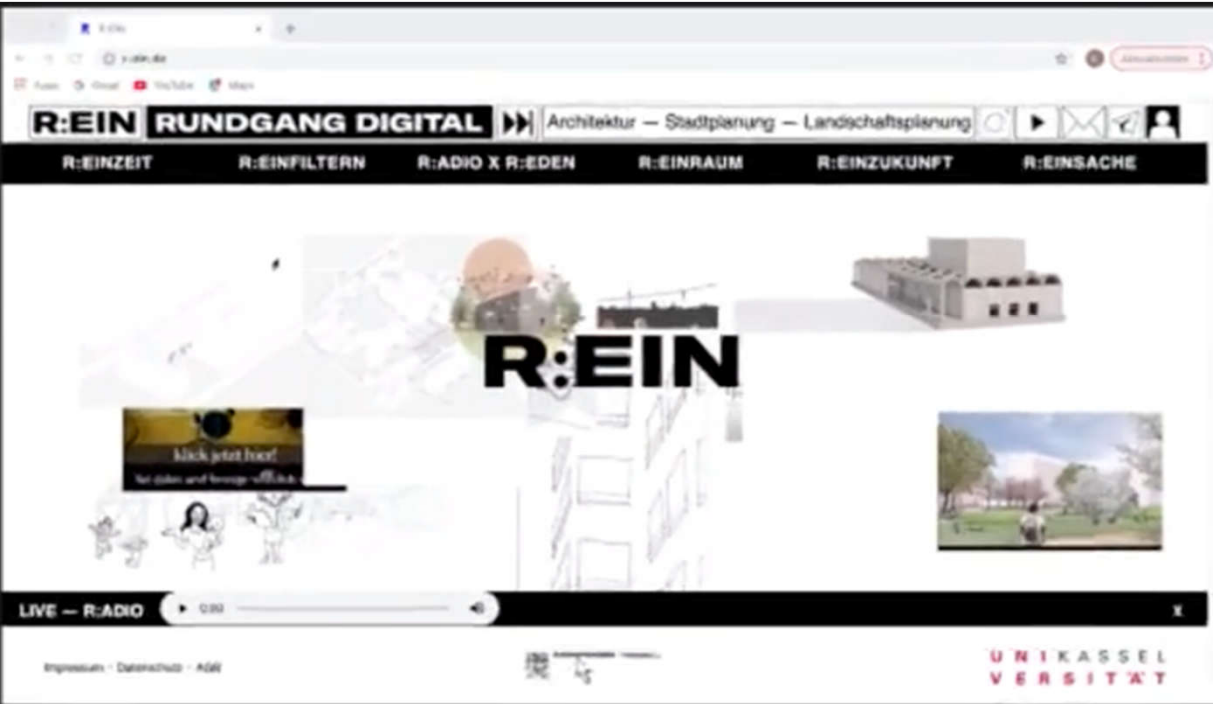 R:EIN RUNDGANG DIGITAL Architektur — Stadtplanung — Landschaftsplanung
R:EINZEIT R:EINFILTERN R:ADIO X R:EDEN R:EINRAUM R:EINZUKUNFT R:EINSACHE
R:EIN
klick jetzt hier!
LIVE — R:ADIO 0:00 X
Impressum - Datenschutz - AGB
UNIKASSEL
VERSITÄT